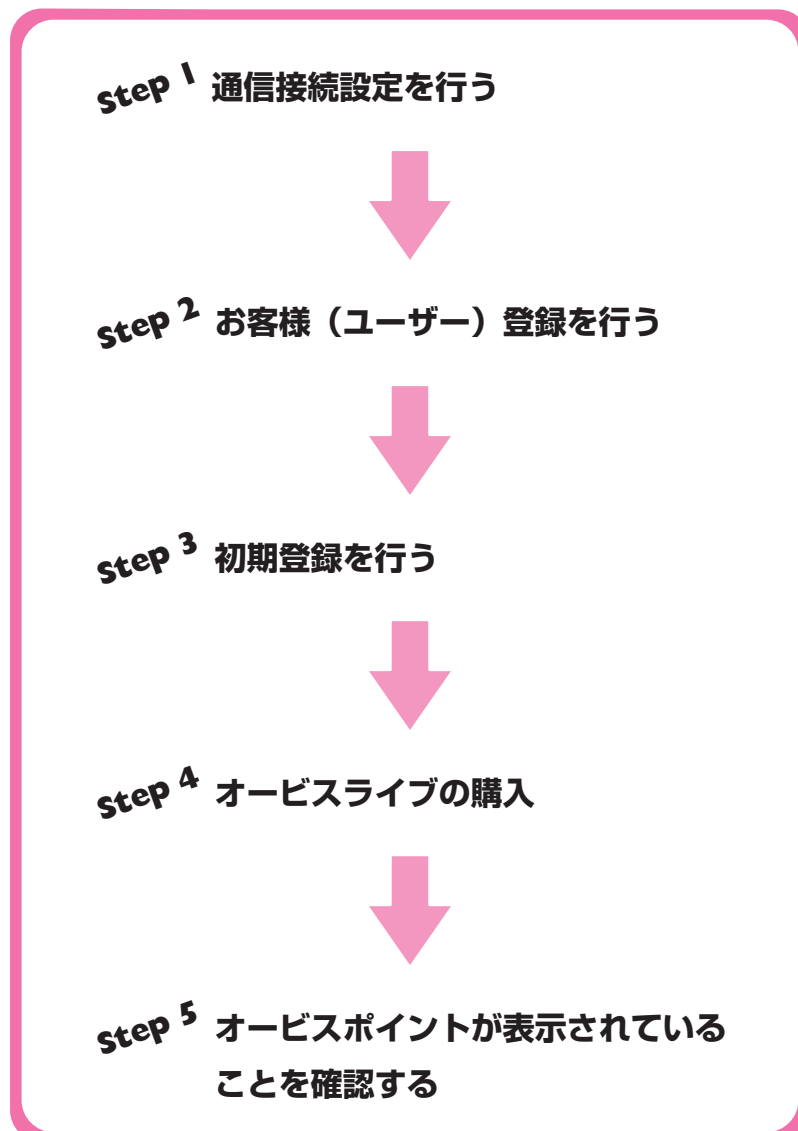 Step 1 通信接続設定を行う
Step 2 お客様（ユーザー）登録を行う
Step 3 初期登録を行う
Step 4 オービスライブの購入
Step 5 オービスポイントが表示されている
ことを確認する